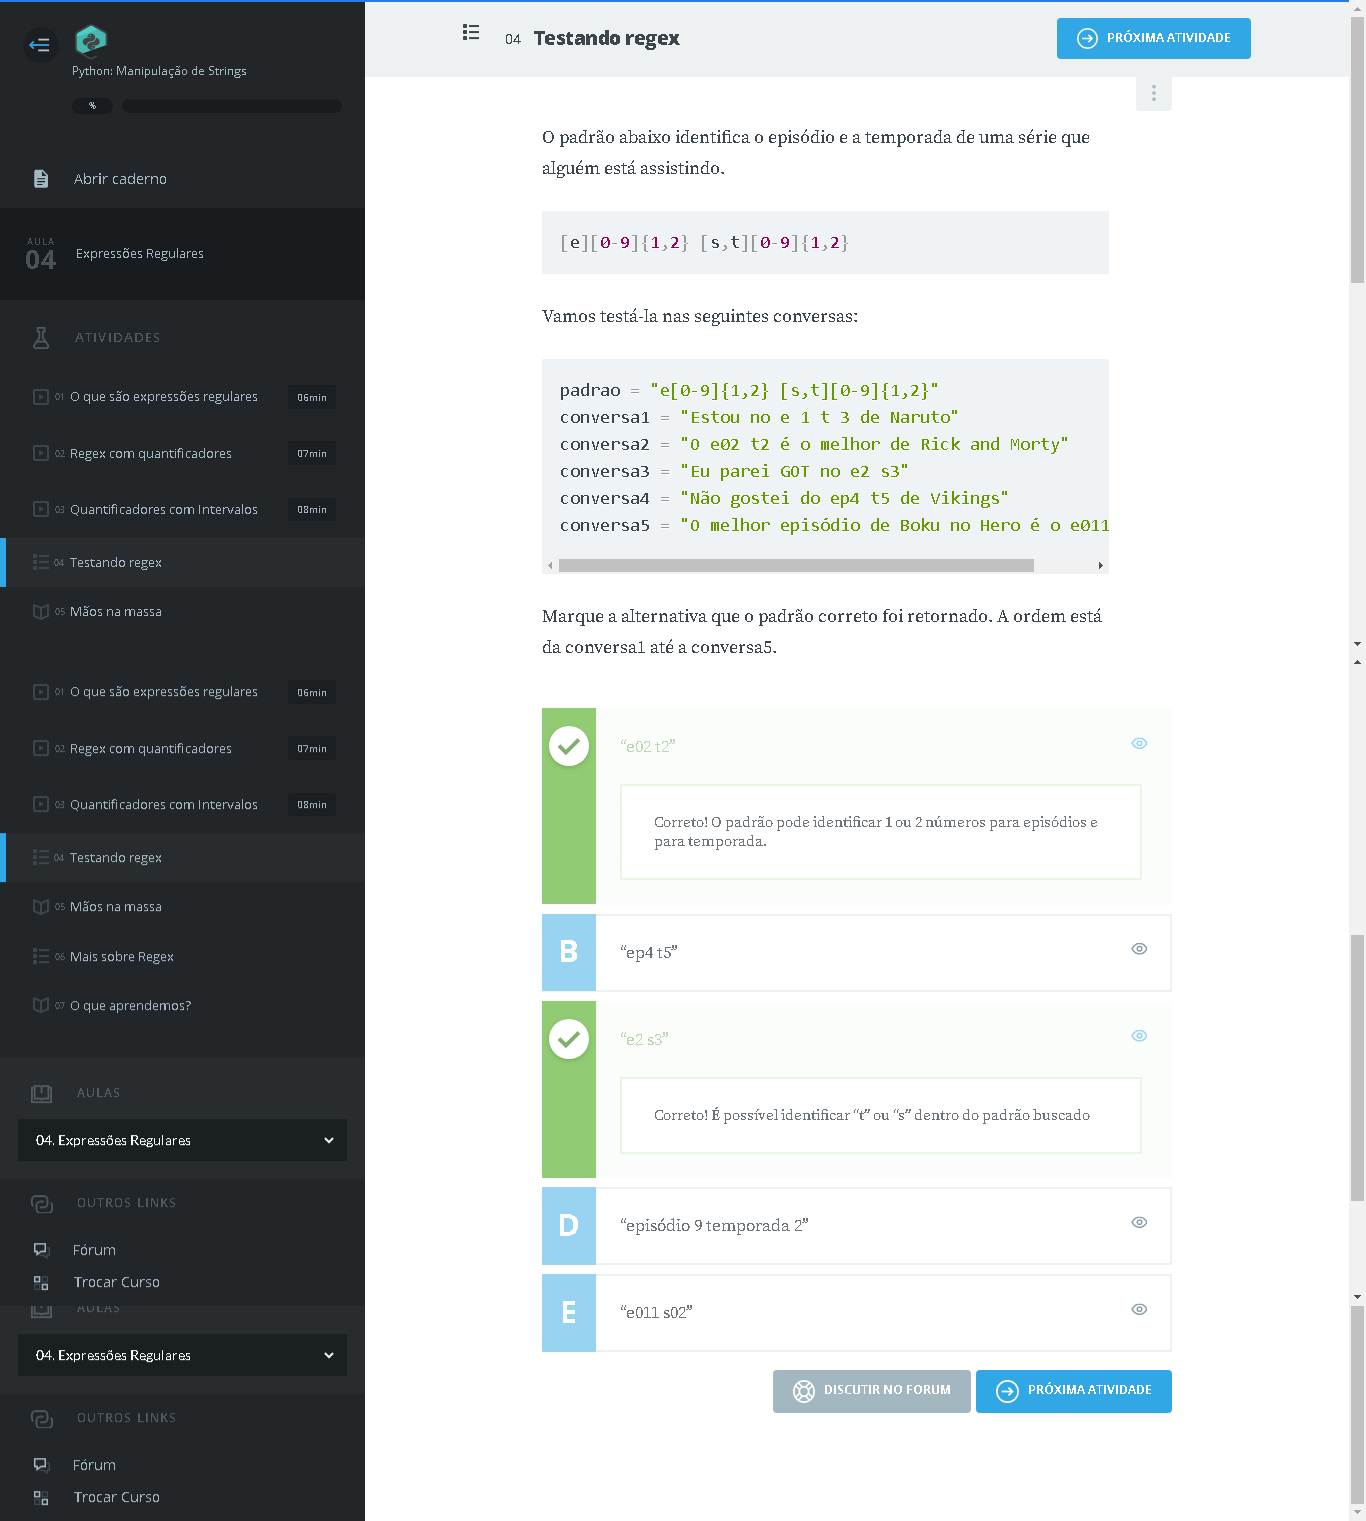 Python: Manipulação de Strings
%
Abrir caderno
AULA
04
Expressões Regulares
ATIVIDADES
01 O que são expressões regulares 06min
02 Regex com quantificadores 07min
03 Quantificadores com Intervalos 08min
04 Testando regex
05 Mãos na massa
01 O que são expressões regulares 06min
02 Regex com quantificadores 07min
03 Quantificadores com Intervalos 08min
04 Testando regex
05 Mãos na massa
06 Mais sobre Regex
07 O que aprendemos?
AULAS
04. Expressões Regulares
OUTROS LINKS
Fórum
Trocar Curso
AULAS
04. Expressões Regulares
OUTROS LINKS
Fórum
Trocar Curso
04 Testando regex
PRÓXIMA ATIVIDADE
O padrão abaixo identifica o episódio e a temporada de uma série que
alguém está assistindo.
[e][0-9]{1,2} [s,t][0-9]{1,2}
Vamos testá-la nas seguintes conversas:
padrao = "e[0-9]{1,2} [s,t][0-9]{1,2}"
conversa1 = "Estou no e 1 t 3 de Naruto"
conversa2 = "O e02 t2 é o melhor de Rick and Morty"
conversa3 = "Eu parei GOT no e2 s3"
conversa4 = "Não gostei do ep4 t5 de Vikings"
conversa5 = "O melhor episódio de Boku no Hero é o e011
Marque a alternativa que o padrão correto foi retornado. A ordem está
da conversa1 até a conversa5.
“e02 t2”
Correto! O padrão pode identificar 1 ou 2 números para episódios e
para temporada.
B “ep4 t5”
“e2 s3”
Correto! É possível identificar “t” ou “s” dentro do padrão buscado
D “episódio 9 temporada 2”
E “e011 s02”
DISCUTIR NO FORUM
PRÓXIMA ATIVIDADE